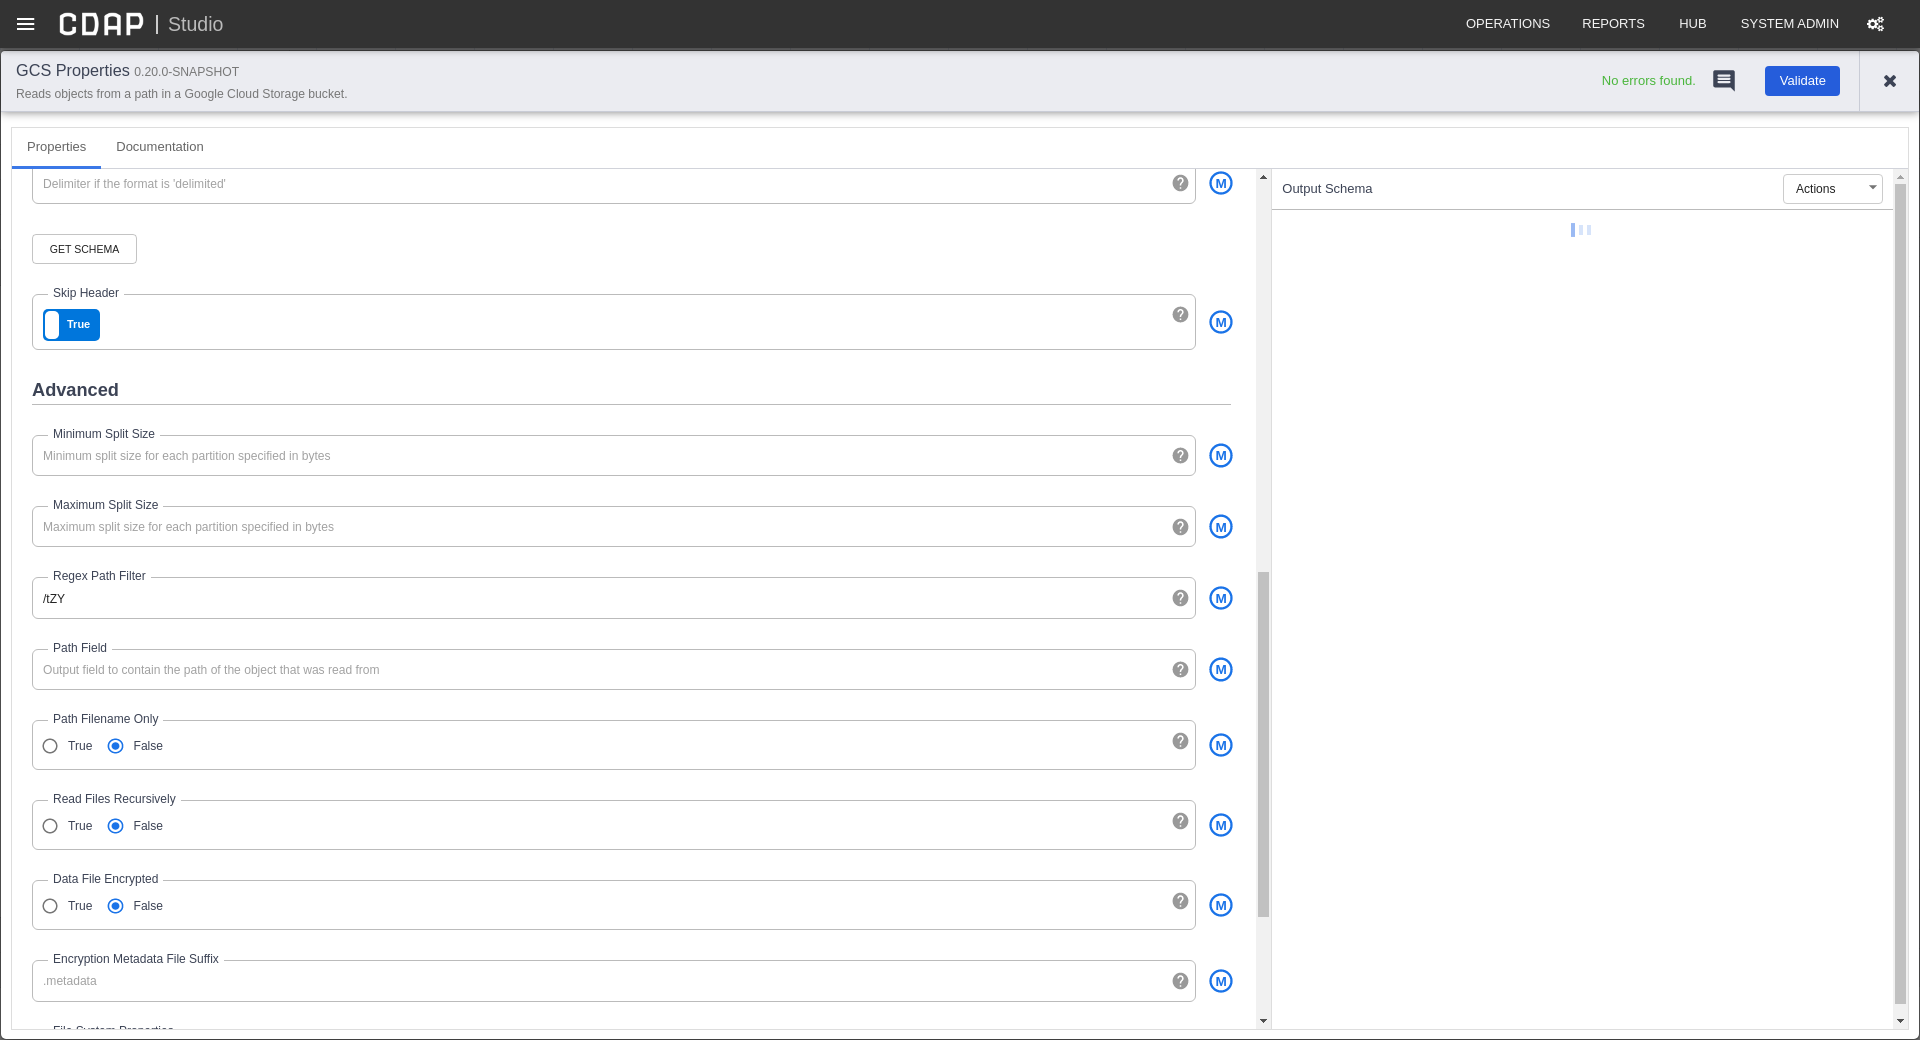 CDAP | Studio
OPERATIONS REPORTS HUB SYSTEM ADMIN
GCS Properties 0.20.0-SNAPSHOT
Reads objects from a path in a Google Cloud Storage bucket.
No errors found.
Validate
Properties Documentation
Delimiter if the format is 'delimited'
? M
Output Schema
Actions
GET SCHEMA
Skip Header
True
? M
Advanced
Minimum Split Size
Minimum split size for each partition specified in bytes
? M
Maximum Split Size
Maximum split size for each partition specified in bytes
? M
Regex Path Filter
/tZY
? M
Path Field
Output field to contain the path of the object that was read from
? M
Path Filename Only
True False
? M
Read Files Recursively
True False
? M
Data File Encrypted
True False
? M
Encryption Metadata File Suffix
.metadata
? M
File System Properties